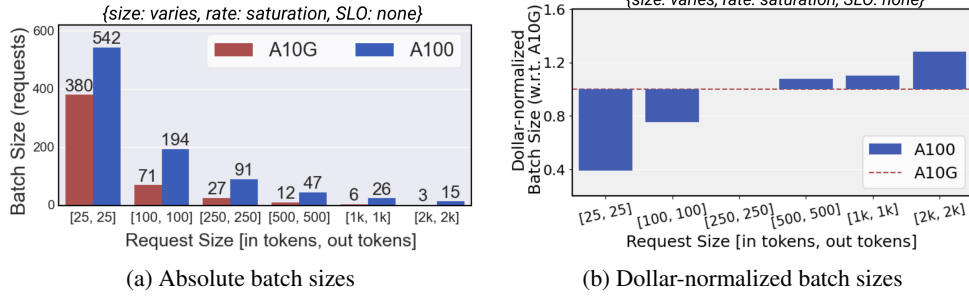 {size: varies, rate: saturation, SLO: none}
Batch Size (requests)
600
400
200
0
A10G A100
380 542
71 194
27 91
12 47
6 26
3 15
[25, 25] [100, 100] [250, 250] [500, 500] [1k, 1k] [2k, 2k]
Request Size [in tokens, out tokens]
(a) Absolute batch sizes
{size: varies, rate: saturation, SLO: none}
Dollar-normalized
Batch Size (w.r.t. A10G)
1.6
1.2
0.8
0.4
A100
A10G
[25, 25] [100, 100] [250, 250] [500, 500] [1k, 1k] [2k, 2k]
Request Size [in tokens, out tokens]
(b) Dollar-normalized batch sizes